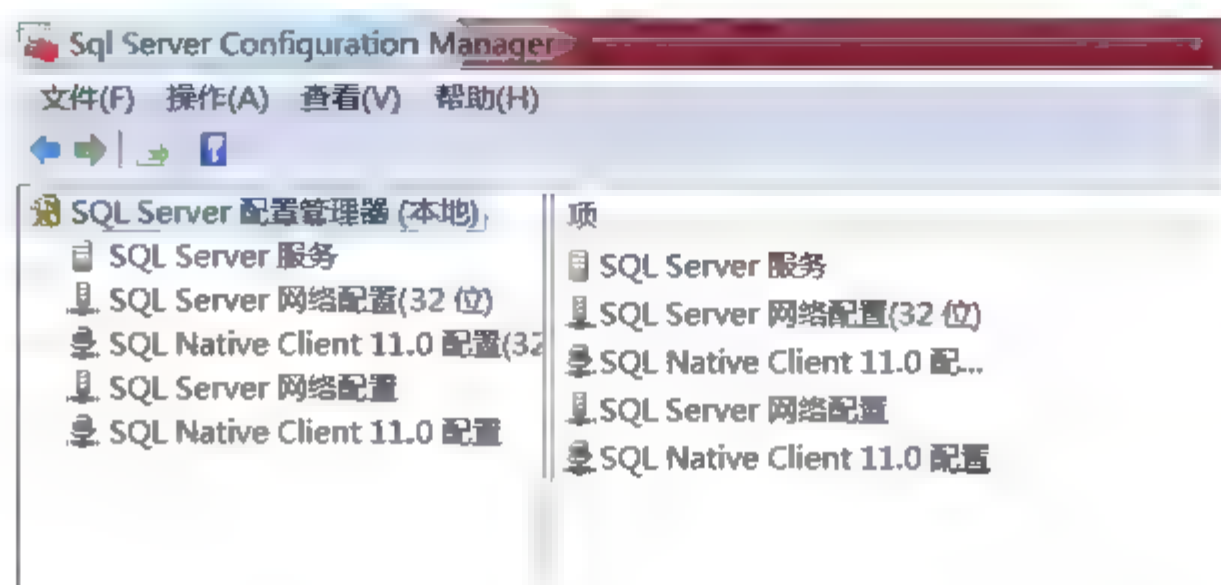 Sql Server Configuration Manager
文件(F) 操作(A) 查看(V) 帮助(H)
SQL Server 配置管理器 (本地)
SQL Server 服务
SQL Server 网络配置(32 位)
SQL Native Client 11.0 配置(32
SQL Server 网络配置
SQL Native Client 11.0 配置
项
SQL Server 服务
SQL Server 网络配置(32 位)
SQL Native Client 11.0 配...
SQL Server 网络配置
SQL Native Client 11.0 配置